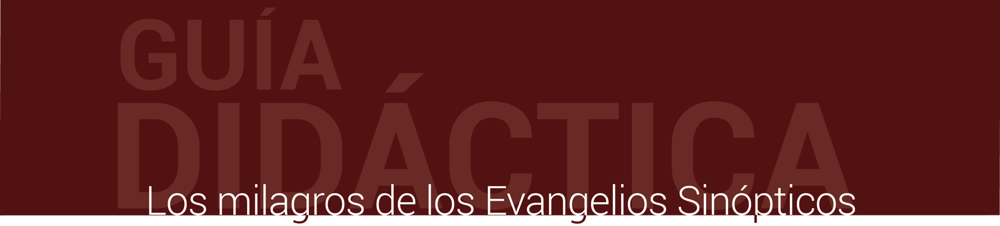 GUÍA
DIDÁCTICA
Los milagros de los Evangelios Sinópticos